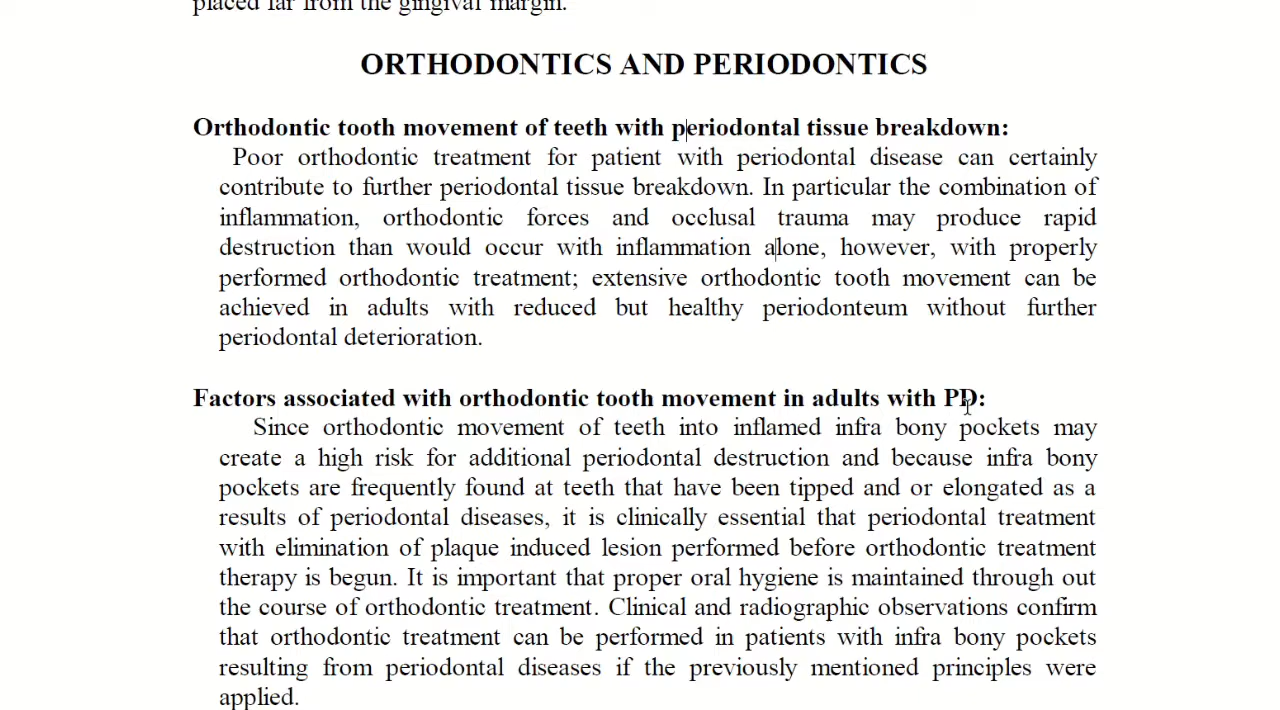 placed far from the gingival margin.
ORTHODONTICS AND PERIODONTICS
Orthodontic tooth movement of teeth with periodontal tissue breakdown:
Poor orthodontic treatment for patient with periodontal disease can certainly
contribute to further periodontal tissue breakdown. In particular the combination of
inflammation, orthodontic forces and occlusal trauma may produce rapid
destruction than would occur with inflammation alone, however, with properly
performed orthodontic treatment; extensive orthodontic tooth movement can be
achieved in adults with reduced but healthy periodonteum without further
periodontal deterioration.
Factors associated with orthodontic tooth movement in adults with PD:
Since orthodontic movement of teeth into inflamed infra bony pockets may
create a high risk for additional periodontal destruction and because infra bony
pockets are frequently found at teeth that have been tipped and or elongated as a
results of periodontal diseases, it is clinically essential that periodontal treatment
with elimination of plaque induced lesion performed before orthodontic treatment
therapy is begun. It is important that proper oral hygiene is maintained through out
the course of orthodontic treatment. Clinical and radiographic observations confirm
that orthodontic treatment can be performed in patients with infra bony pockets
resulting from periodontal diseases if the previously mentioned principles were
applied.